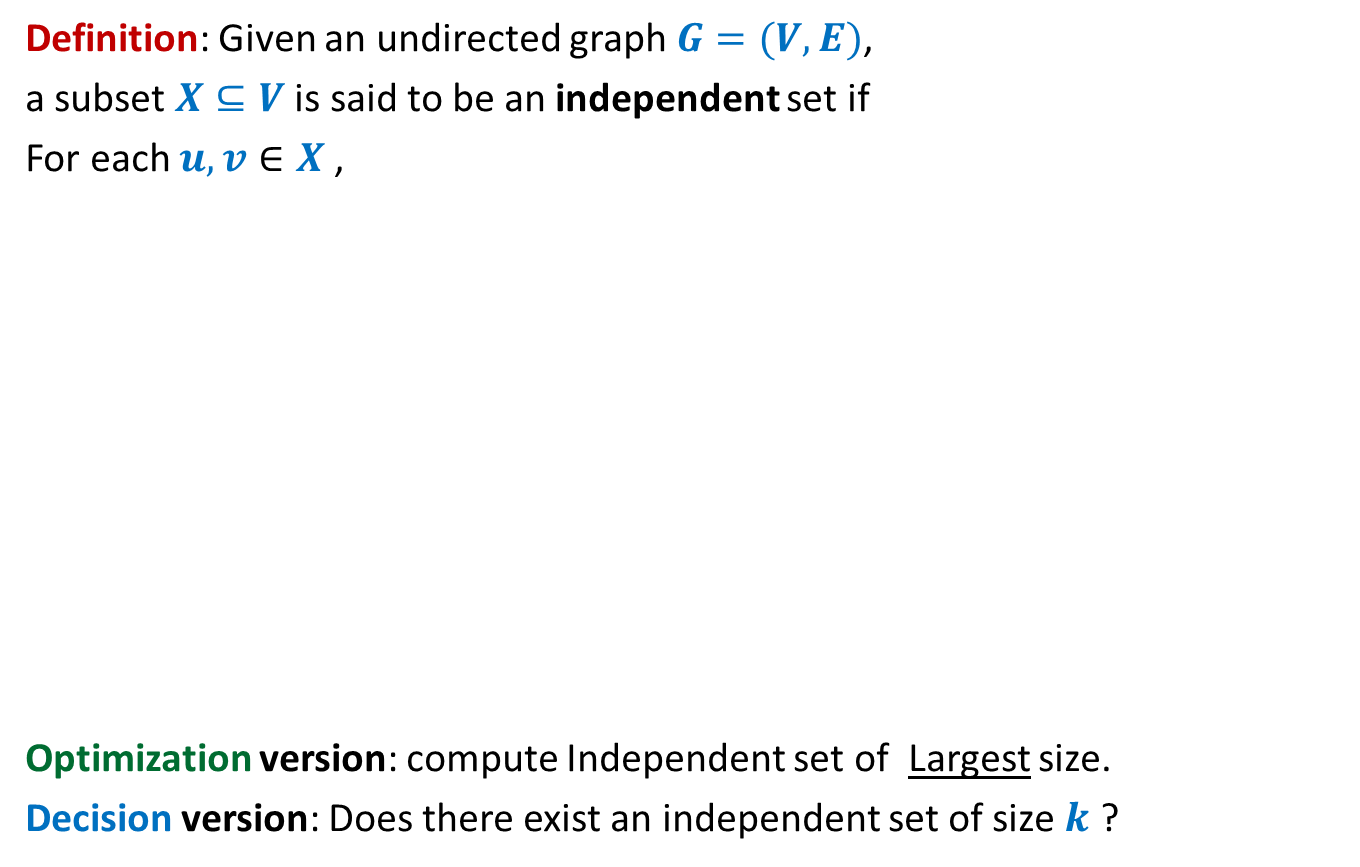 Definition: Given an undirected graph G = (V, E),
a subset X ⊆ V is said to be an independent set if
For each u, v ∈ X ,
Optimization version: compute Independent set of Largest size.
Decision version: Does there exist an independent set of size k ?